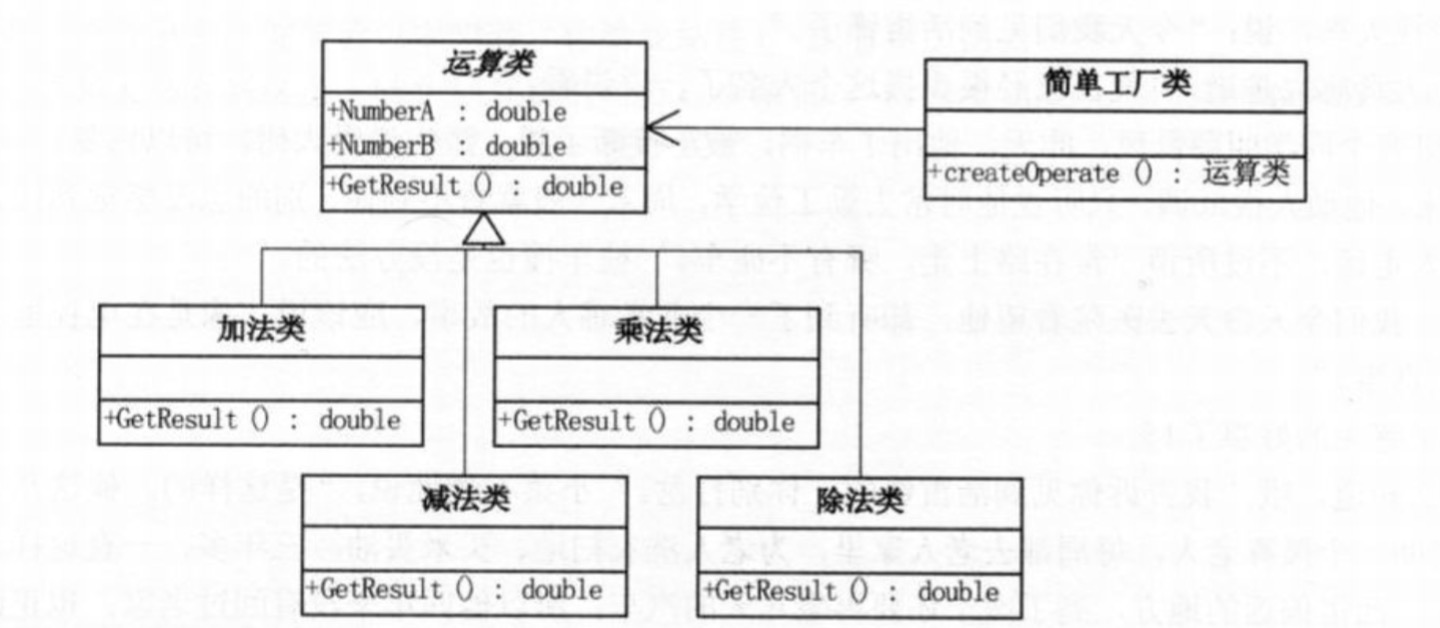 运算类
+NumberA : double
+NumberB : double
+GetResult () : double
简单工厂类
+createOperate () : 运算类
加法类
+GetResult () : double
乘法类
+GetResult () : double
减法类
+GetResult () : double
除法类
+GetResult () : double